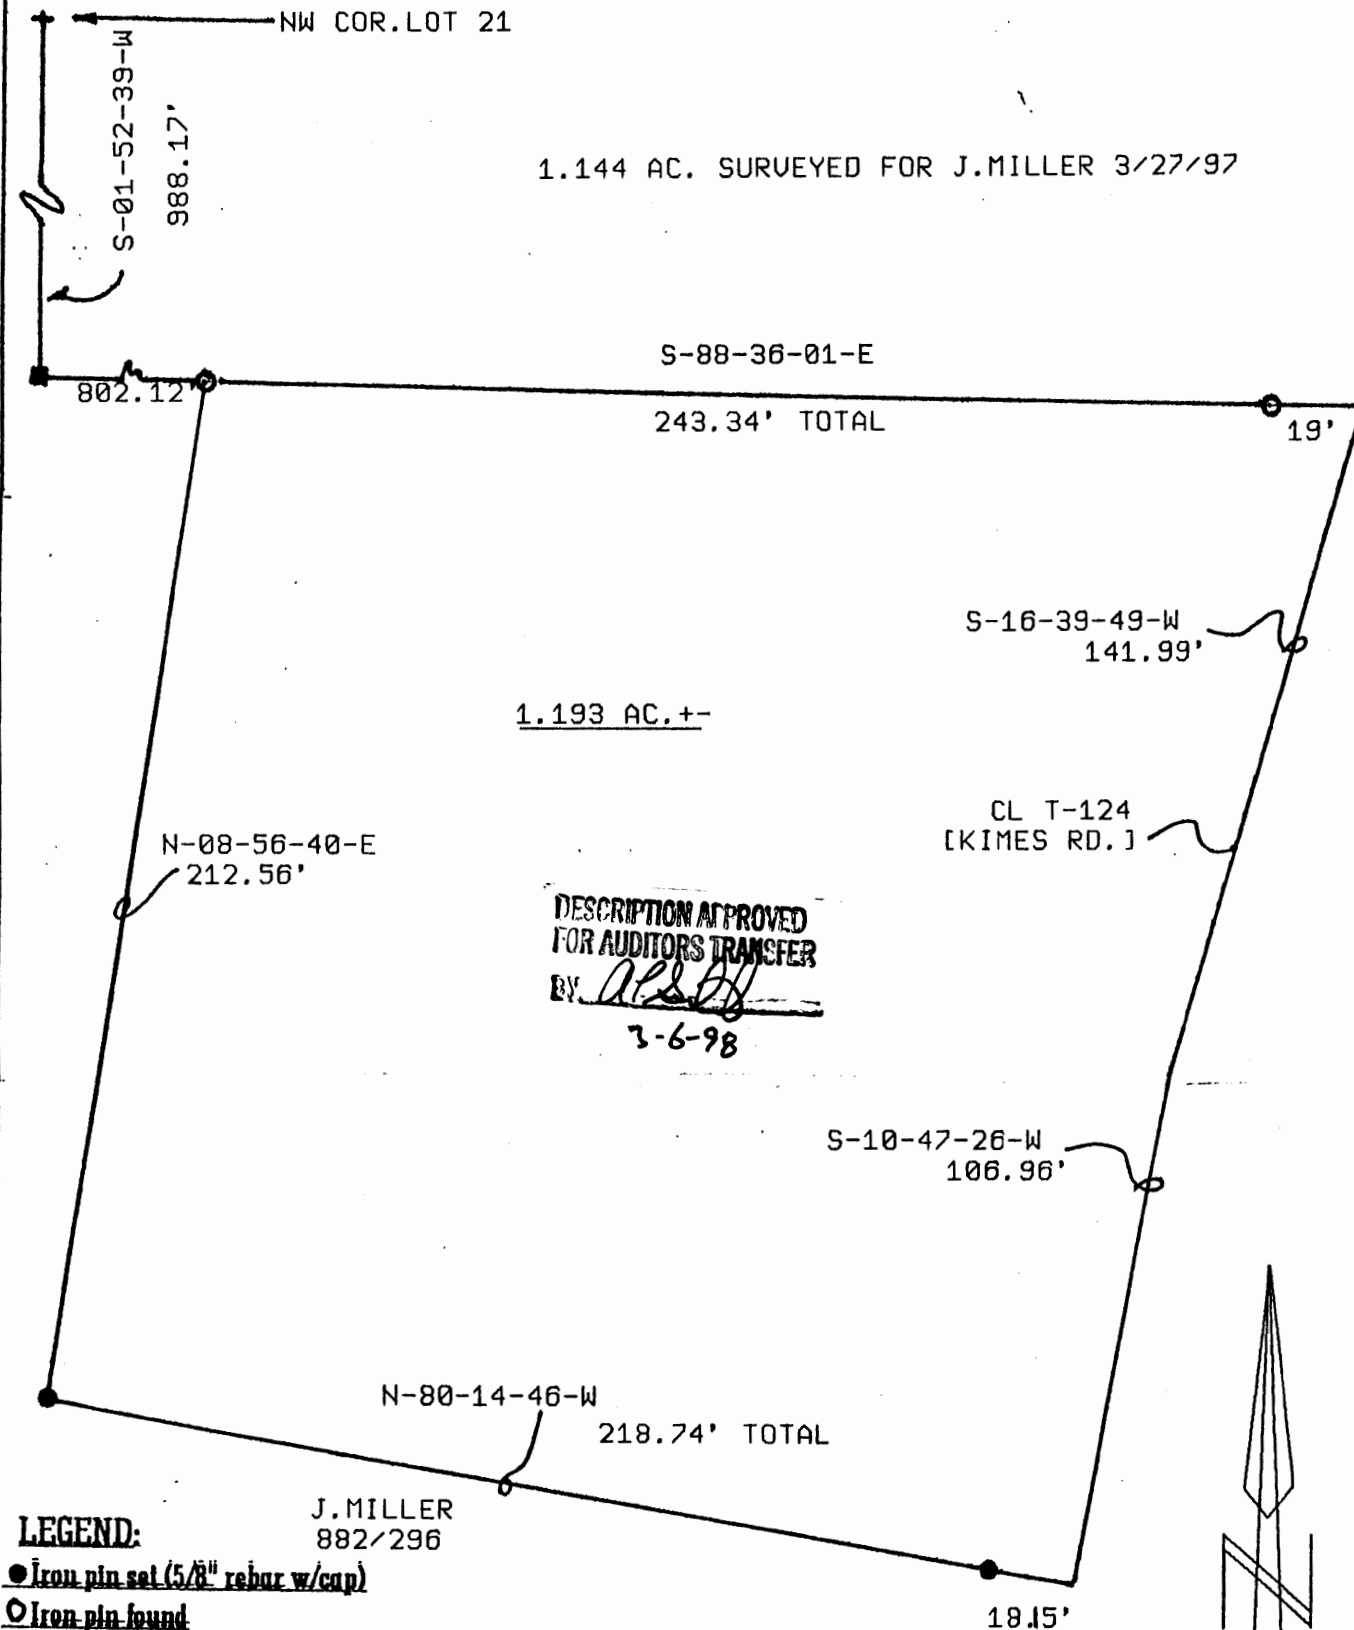 NW COR.LOT 21
S-01-52-39-W
988.17'
1.144 AC. SURVEYED FOR J.MILLER 3/27/97
S-88-36-01-E
802.12'
243.34' TOTAL
19'
S-16-39-49-W
141.99'
1.193 AC.+-
CL T-124
[KIMES RD.]
N-08-56-40-E
212.56'
DESCRIPTION APPROVED
FOR AUDITORS TRANSFER
BY
3-6-98
S-10-47-26-W
106.96'
N-80-14-46-W
218.74' TOTAL
J.MILLER
882/296
LEGEND:
Iron pin set (5/8" rebar w/cap)
Iron pin found
18.15'
N